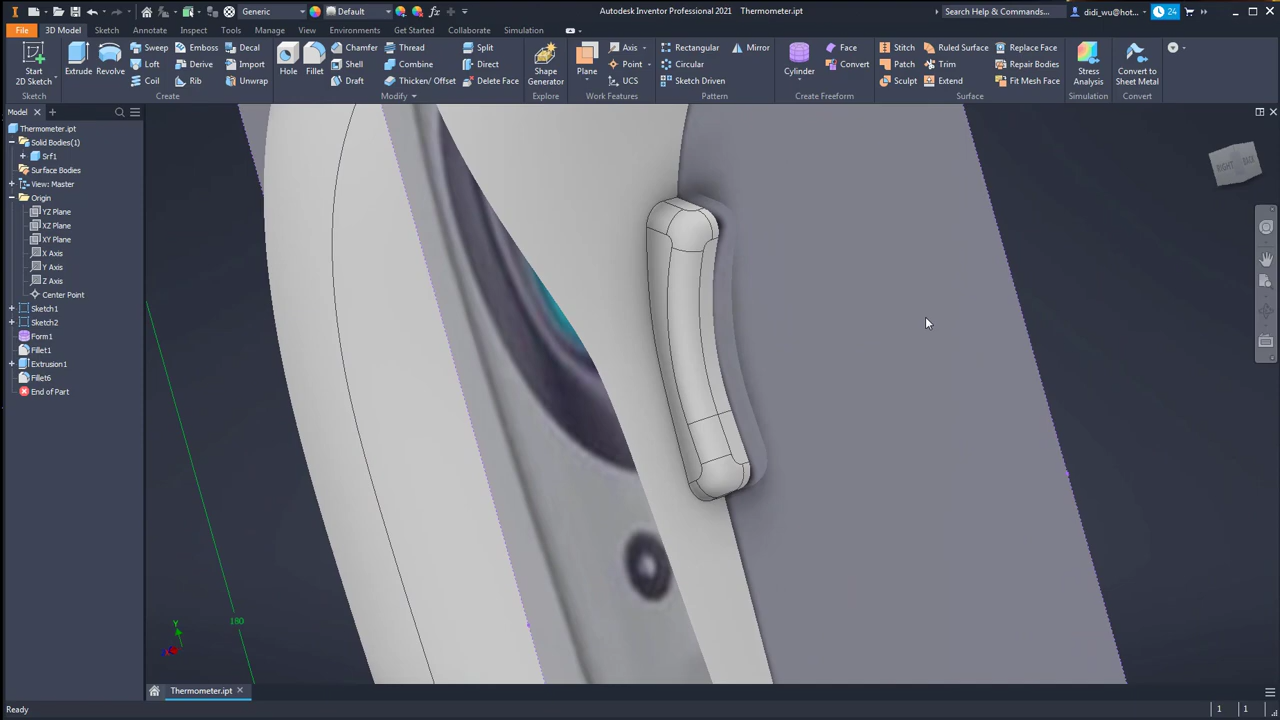 Generic
Default
Autodesk Inventor Professional 2021 Thermometer.ipt
Search Help & Commands...
didi_wu@hot...
24
File
3D Model
Sketch
Annotate
Inspect
Tools
Manage
View
Environments
Get Started
Collaborate
Simulation
Start
2D Sketch
Sketch
Extrude
Revolve
Sweep
Emboss
Decal
Loft
Derive
Import
Coil
Rib
Unwrap
Create
Hole
Fillet
Chamfer
Thread
Split
Shell
Combine
Direct
Draft
Thicken/ Offset
Delete Face
Modify
Shape
Generator
Explore
Plane
Axis
Point
UCS
Work Features
Rectangular
Mirror
Circular
Sketch Driven
Pattern
Cylinder
Face
Convert
Create Freeform
Stitch
Ruled Surface
Replace Face
Patch
Trim
Repair Bodies
Sculpt
Extend
Fit Mesh Face
Surface
Stress
Analysis
Simulation
Convert to
Sheet Metal
Convert
Model
Thermometer.ipt
Solid Bodies(1)
Srf1
Surface Bodies
View: Master
Origin
YZ Plane
XZ Plane
XY Plane
X Axis
Y Axis
Z Axis
Center Point
Sketch1
Sketch2
Form1
Fillet1
Extrusion1
Fillet6
End of Part
RIGHT
BACK
180
Y
Thermometer.ipt
Ready
1
1